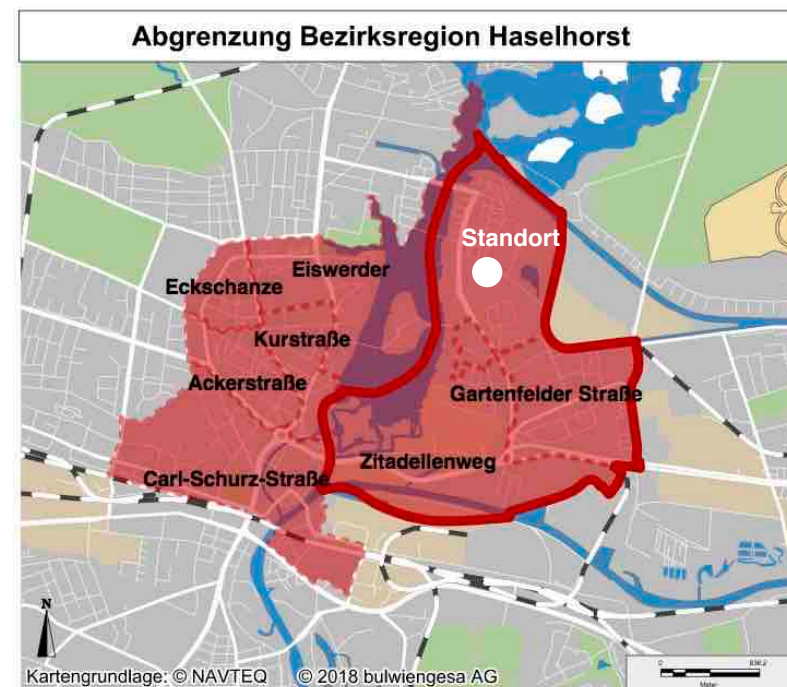 Abgrenzung Bezirksregion Haselhorst
Standort
Eiswerder
Eckschanze
Kurstraße
Ackerstraße
Gartenfelder Straße
Zitadellenweg
Carl-Schurz-Straße
N
Kartengrundlage: © NAVTEQ © 2018 bulwiengesa AG
0
Meter